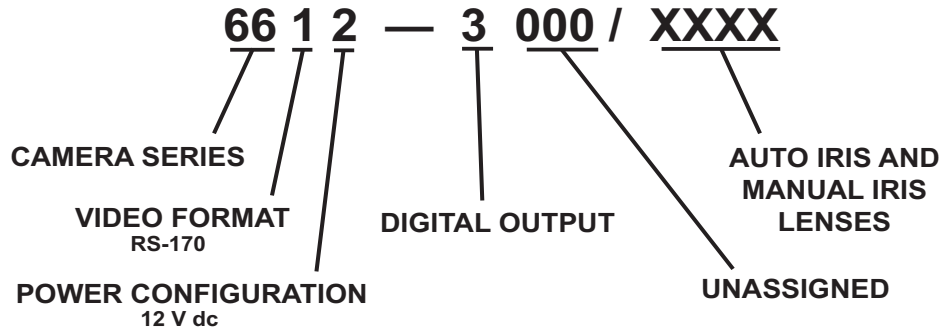 66 1 2 — 3 000 / XXXX
CAMERA SERIES
VIDEO FORMAT
RS-170
POWER CONFIGURATION
12 V dc
DIGITAL OUTPUT
UNASSIGNED
AUTO IRIS AND
MANUAL IRIS
LENSES